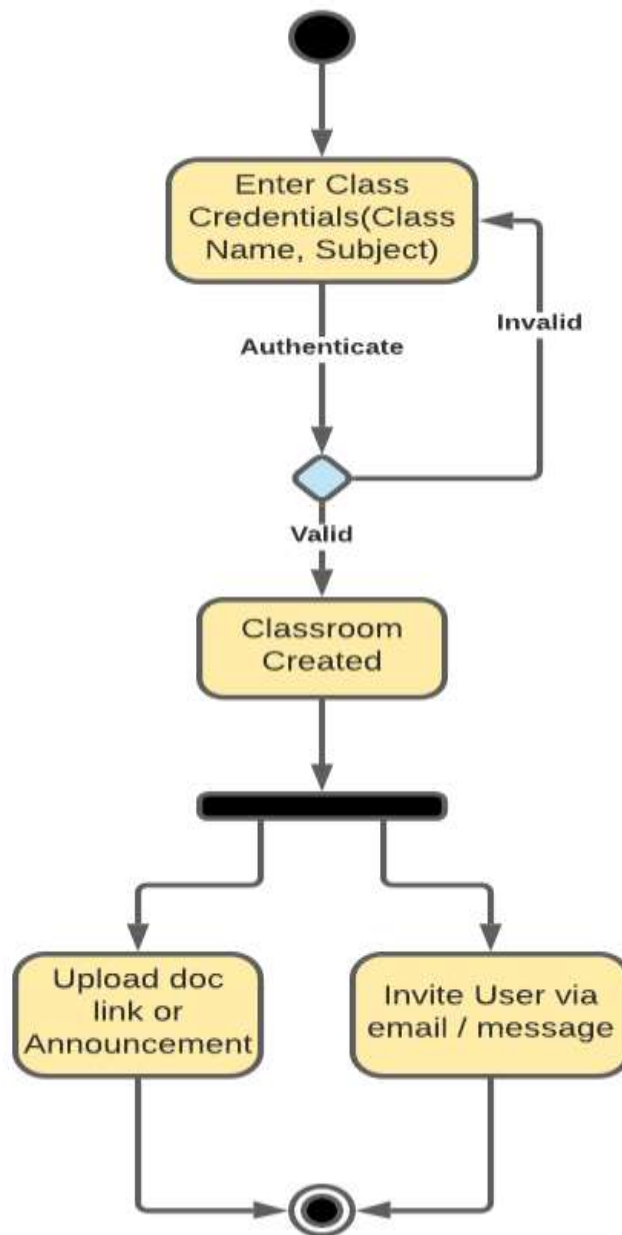 Enter Class
Credentials(Class
Name, Subject)
Invalid
Authenticate
Valid
Classroom
Created
Upload doc
link or
Announcement
Invite User via
email / message